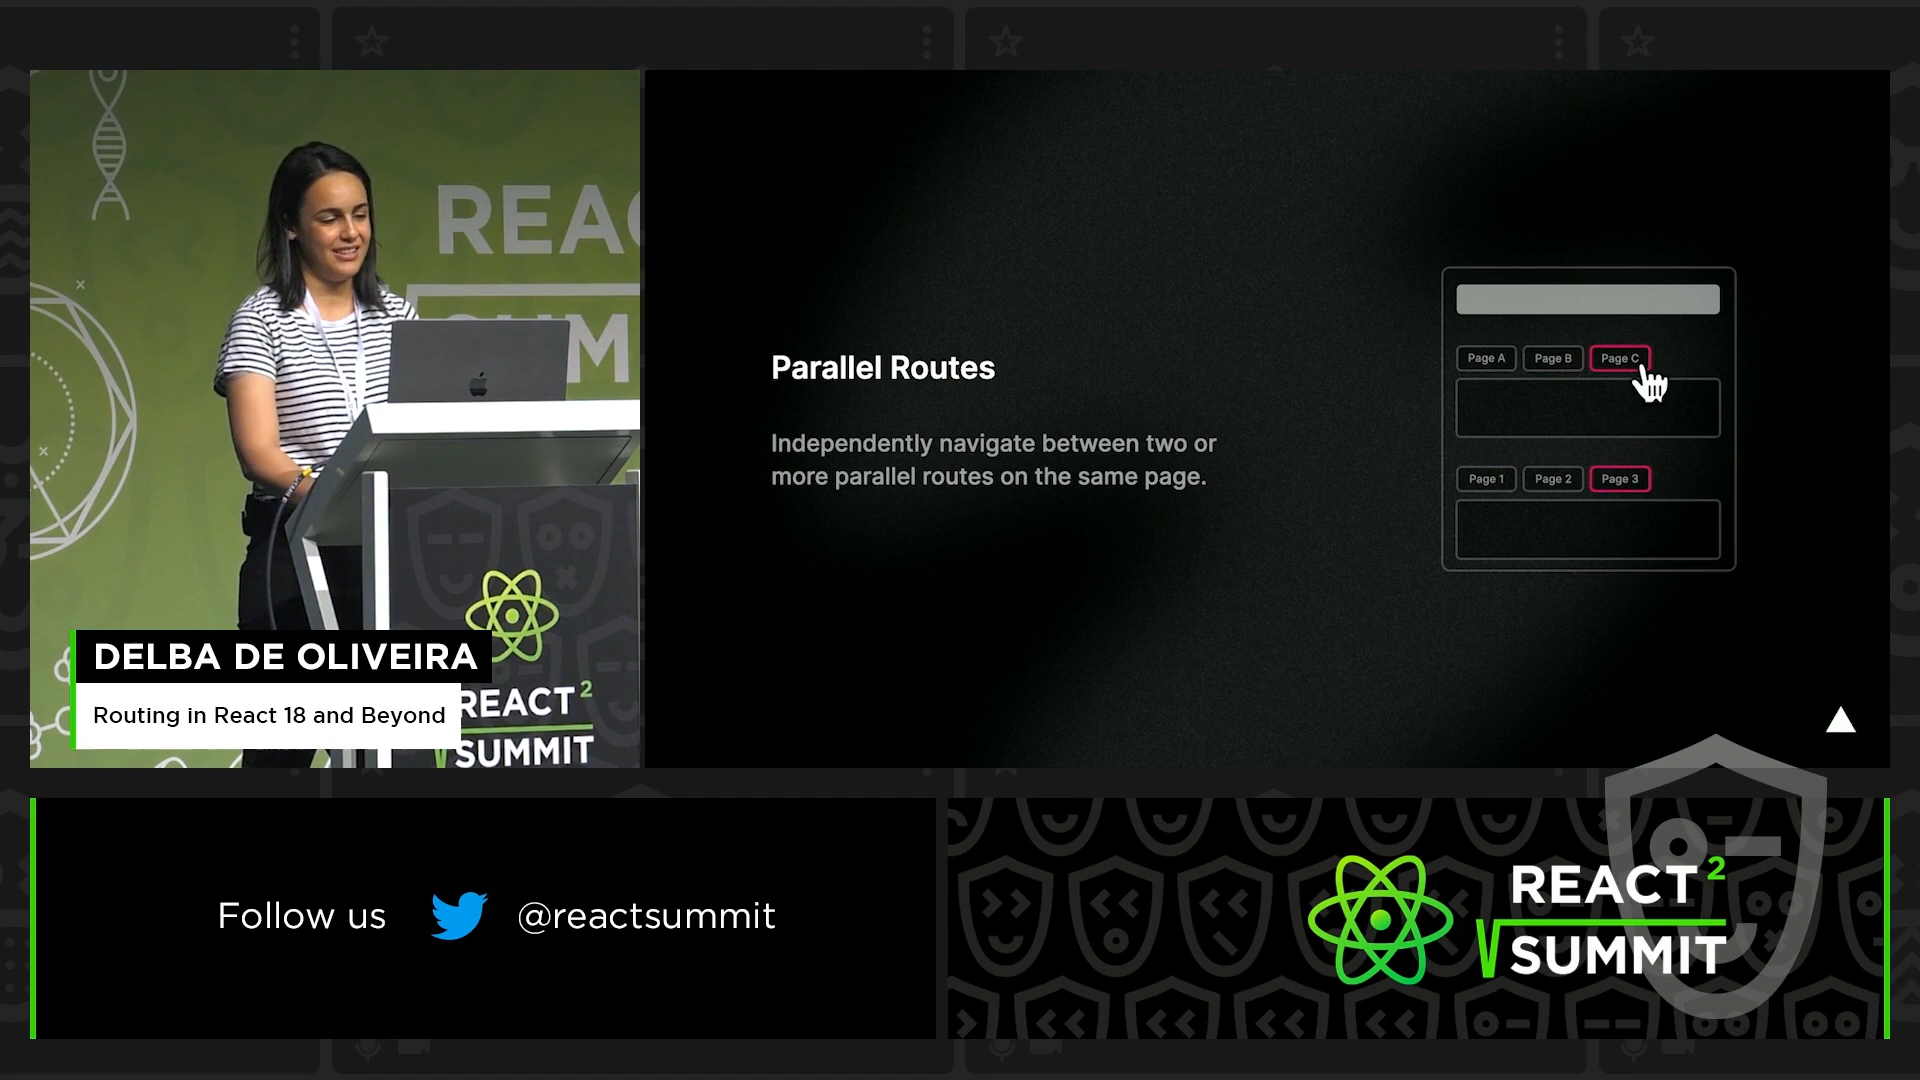 REAC
SUM
REACT 2
SUMMIT
DELBA DE OLIVEIRA
Routing in React 18 and Beyond
Parallel Routes
Independently navigate between two or
more parallel routes on the same page.
Page A Page B Page C
Page 1 Page 2 Page 3
Follow us @reactsummit
REACT 2
SUMMIT